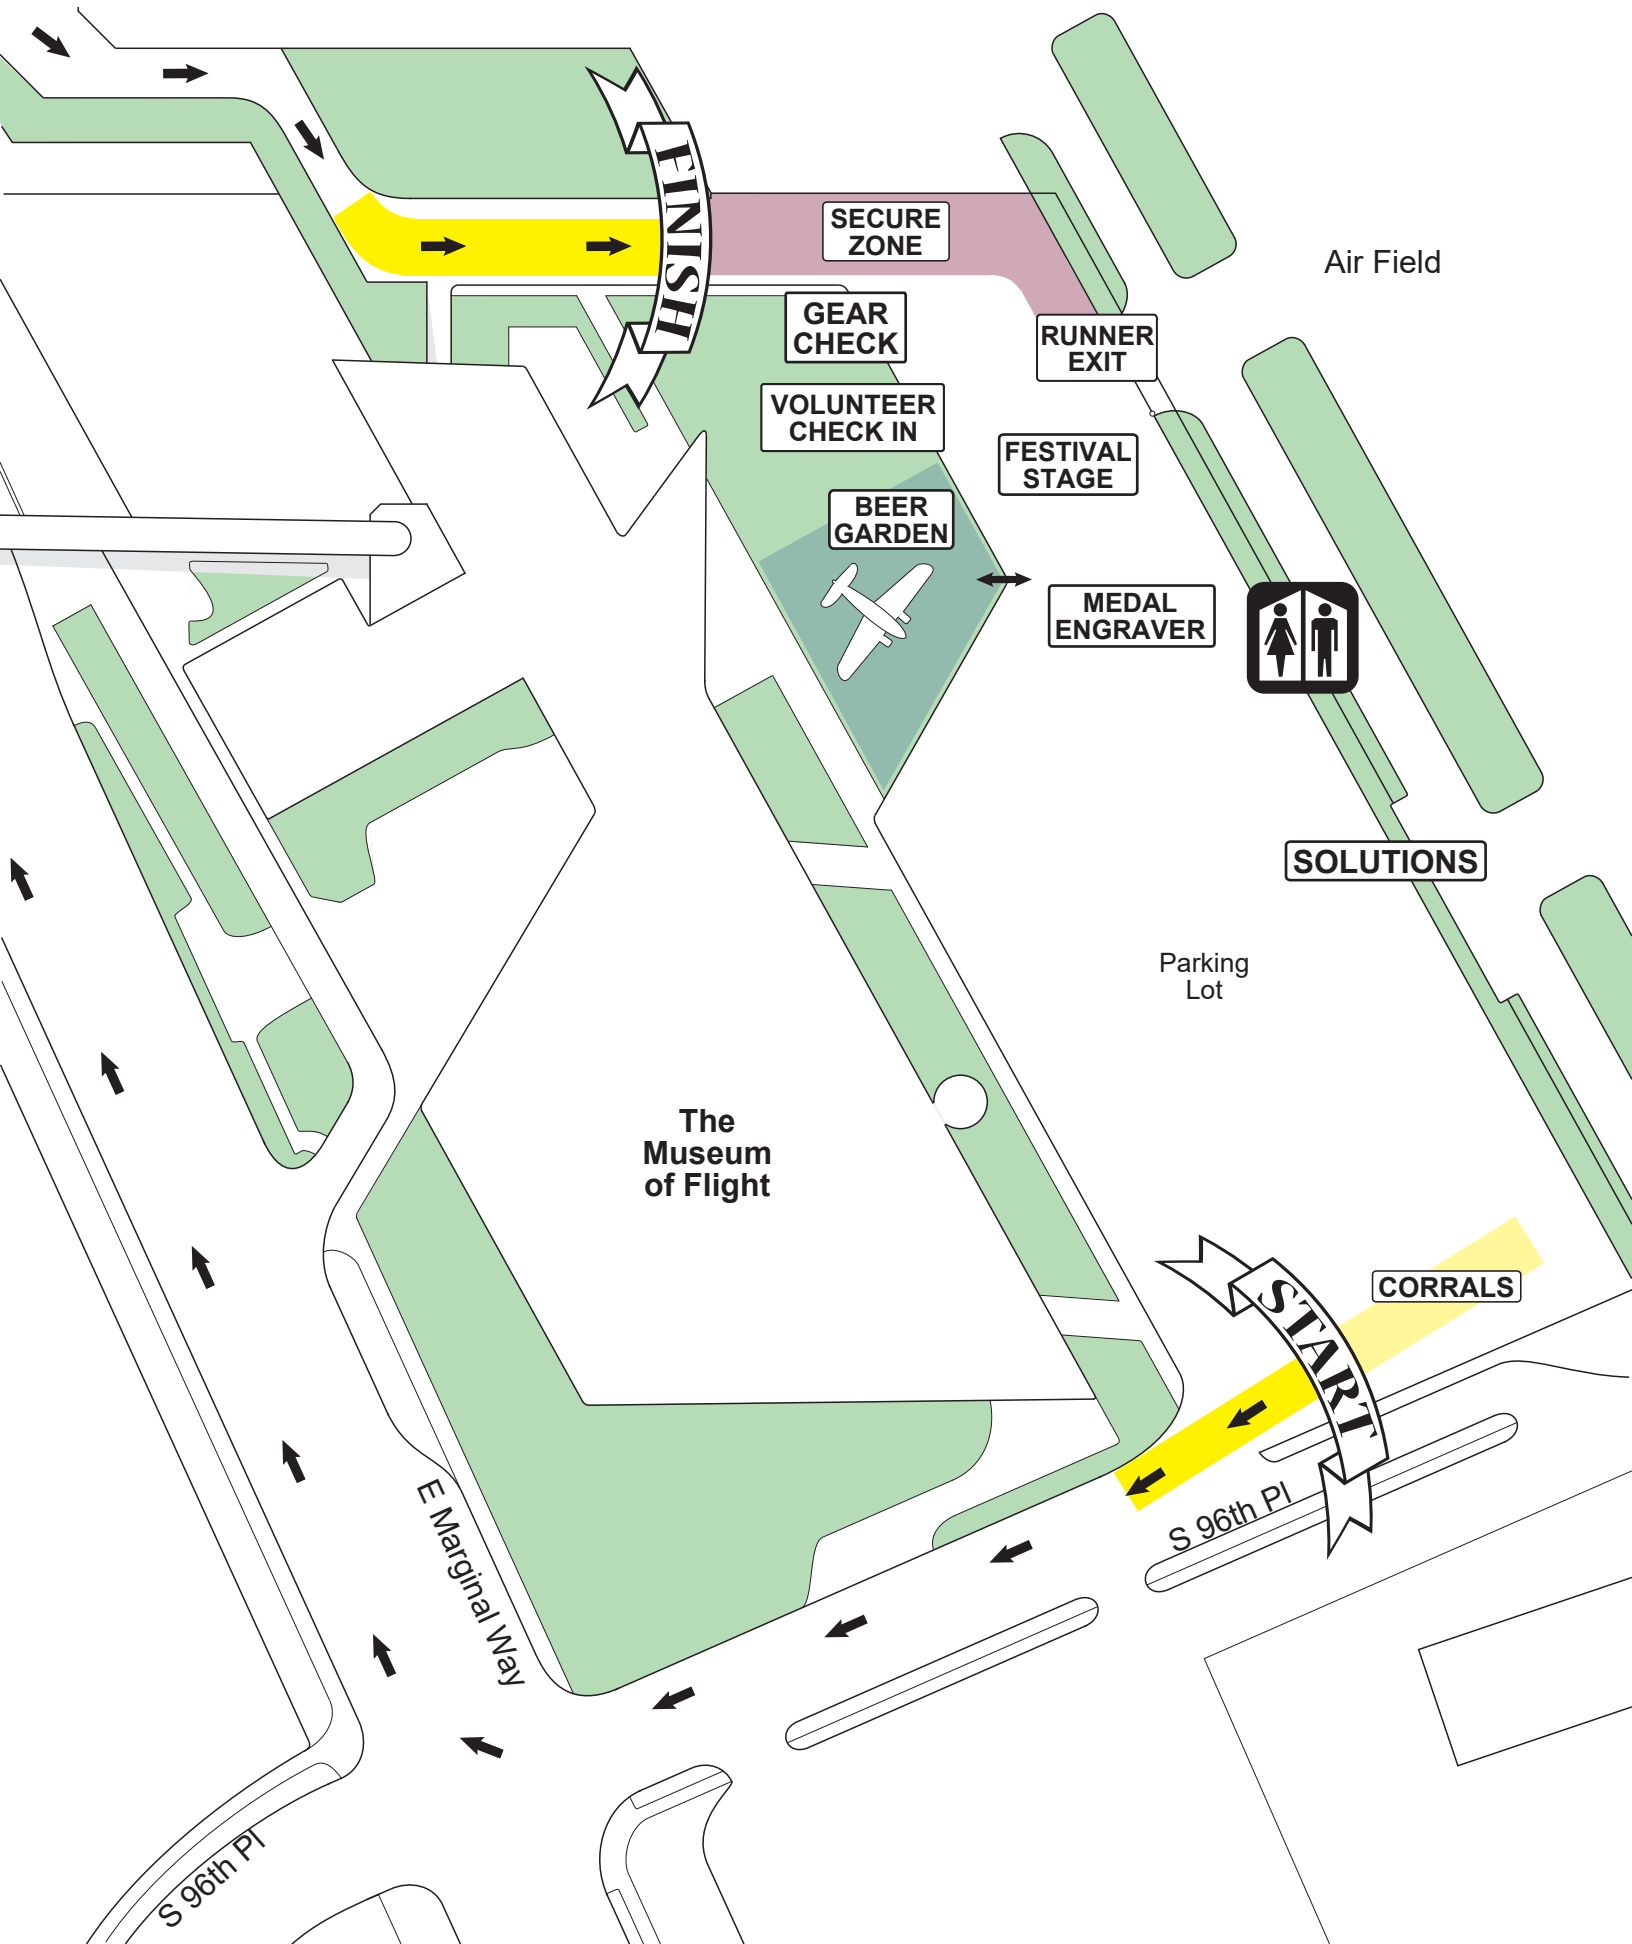 FINISH
SECURE
ZONE
Air Field
GEAR
CHECK
RUNNER
EXIT
VOLUNTEER
CHECK IN
FESTIVAL
STAGE
BEER
GARDEN
MEDAL
ENGRAVER
SOLUTIONS
Parking
Lot
The
Museum
of Flight
CORRALS
START
S 96th Pl
E Marginal Way
S 96th Pl